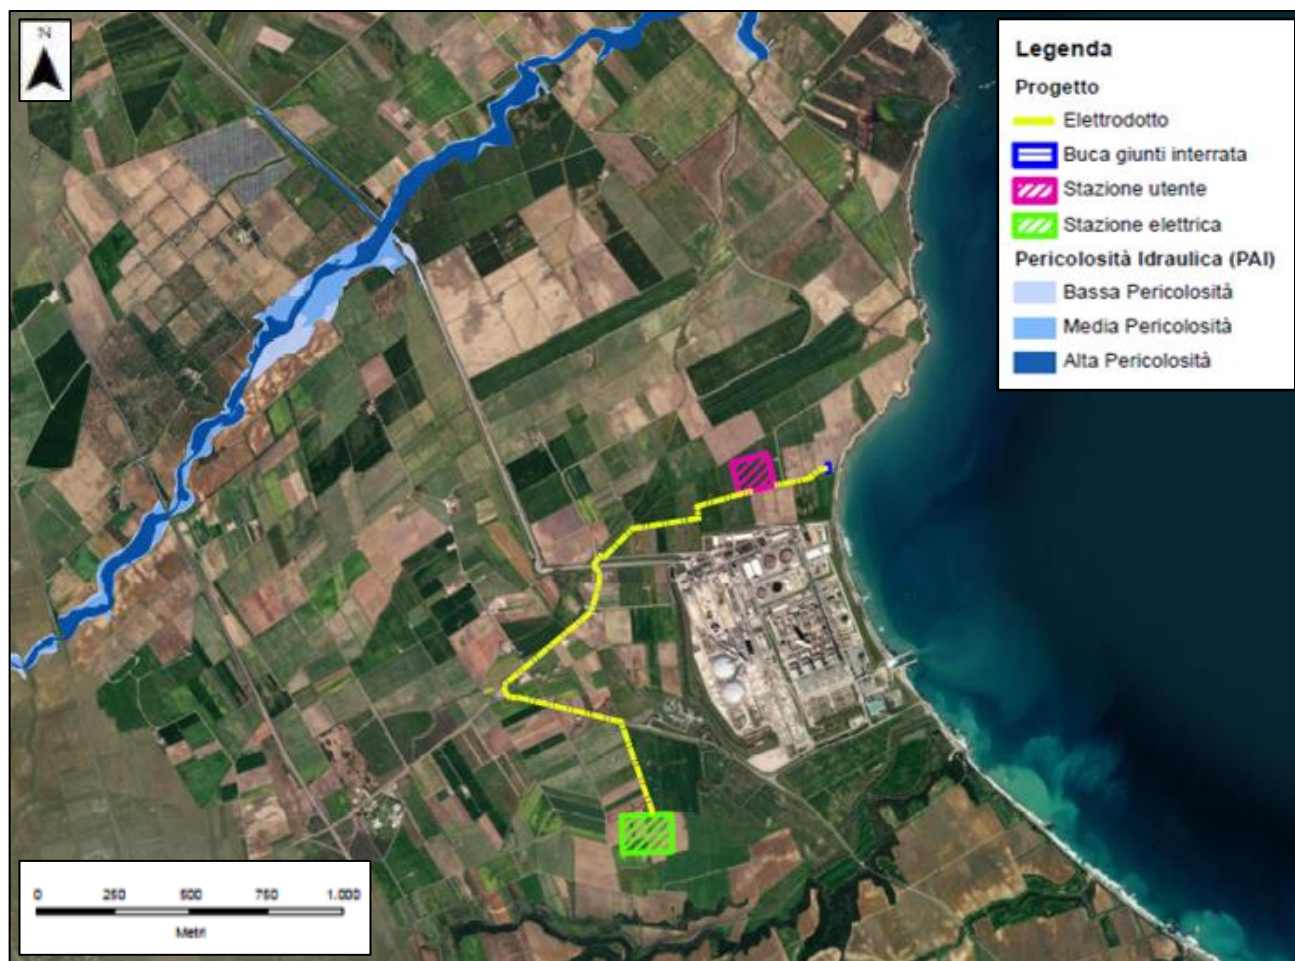 N
Legenda
Progetto
Elettrodotto
Buca giunti interrata
Stazione utente
Stazione elettrica
Pericolosità Idraulica (PAI)
Bassa Pericolosità
Media Pericolosità
Alta Pericolosità
0 250 500 750 1.000
Metri